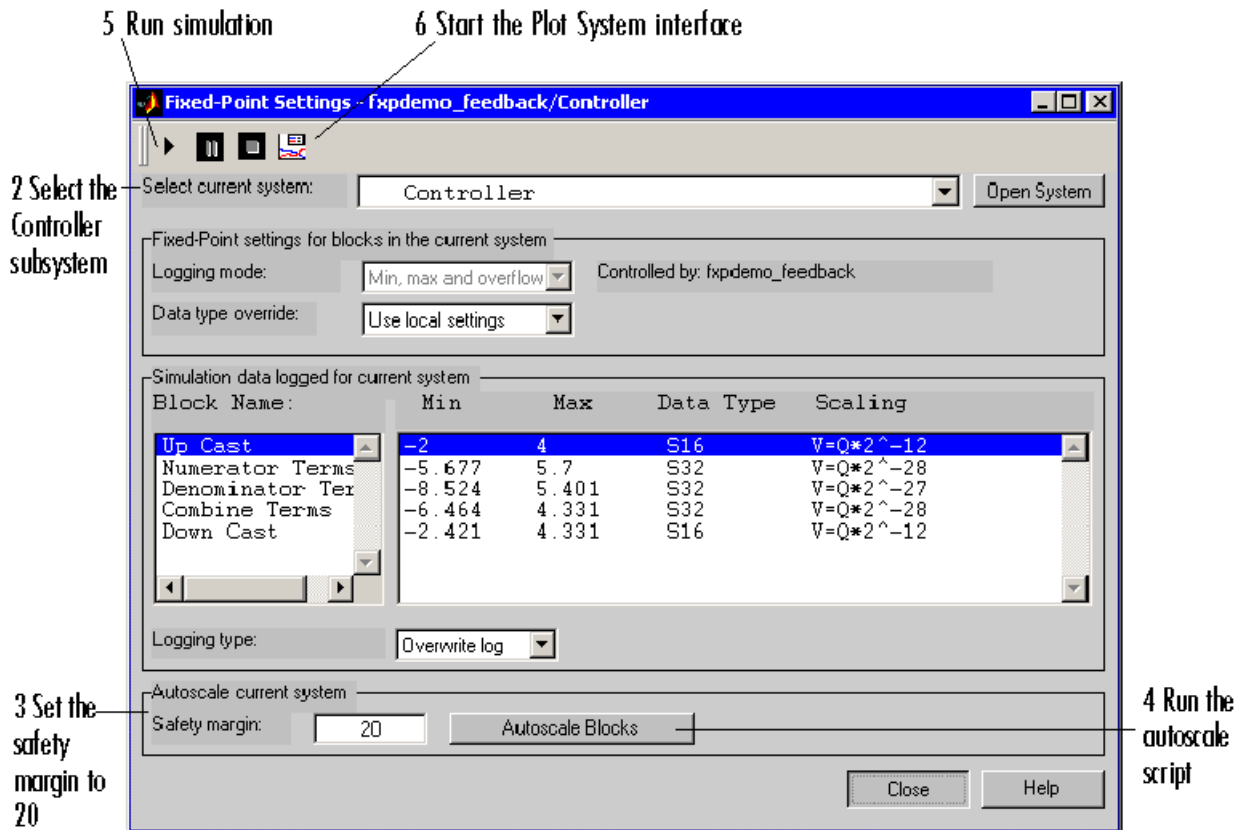 5 Run simulation
6 Start the Plot System interface
Fixed-Point Settings - fxpdemo_feedback/Controller
2 Select the
Controller
subsystem
Select current system:
Controller
Open System
Fixed-Point settings for blocks in the current system
Logging mode:
Min, max and overflow
Controlled by: fxpdemo_feedback
Data type override:
Use local settings
Simulation data logged for current system
Block Name: Min Max Data Type Scaling
Up Cast -2 4 S16 V=Q*2^-12
Numerator Terms -5.677 5.7 S32 V=Q*2^-28
Denominator Ter -8.524 5.401 S32 V=Q*2^-27
Combine Terms -6.464 4.331 S32 V=Q*2^-28
Down Cast -2.421 4.331 S16 V=Q*2^-12
Logging type:
Overwrite log
3 Set the
safety
margin to
20
Autoscale current system
Safety margin:
20
Autoscale Blocks
4 Run the
autoscale
script
Close
Help